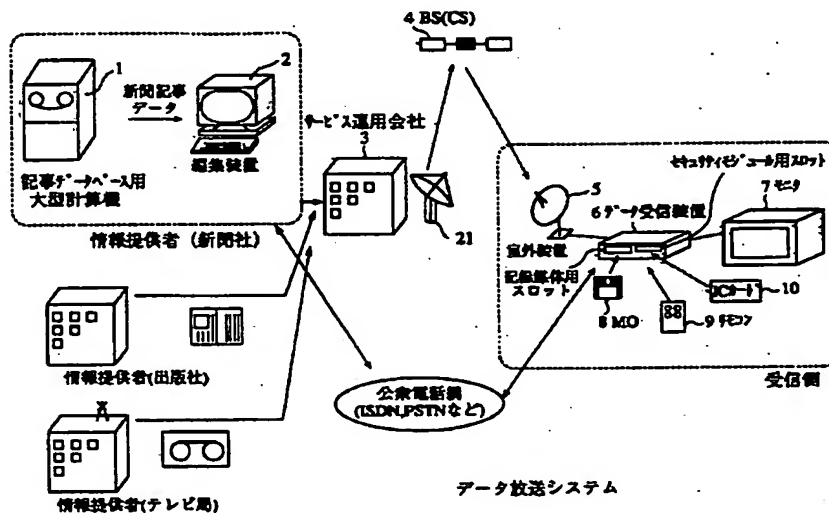 4 BS(CS)
1
2
新聞記事
データ
記事データベース用
大型計算機
編集装置
情報提供者 (新聞社)
サービス運用会社
3
21
セキュリティモジュール用スロット
5
6 データ受信装置
7 モニタ
室外装置
記録媒体用
スロット
8 MO
ICカード
10
88
9 リモコン
受信側
情報提供者(出版社)
公衆電話網
(ISDN,PSTNなど)
情報提供者(テレビ局)
データ放送システム